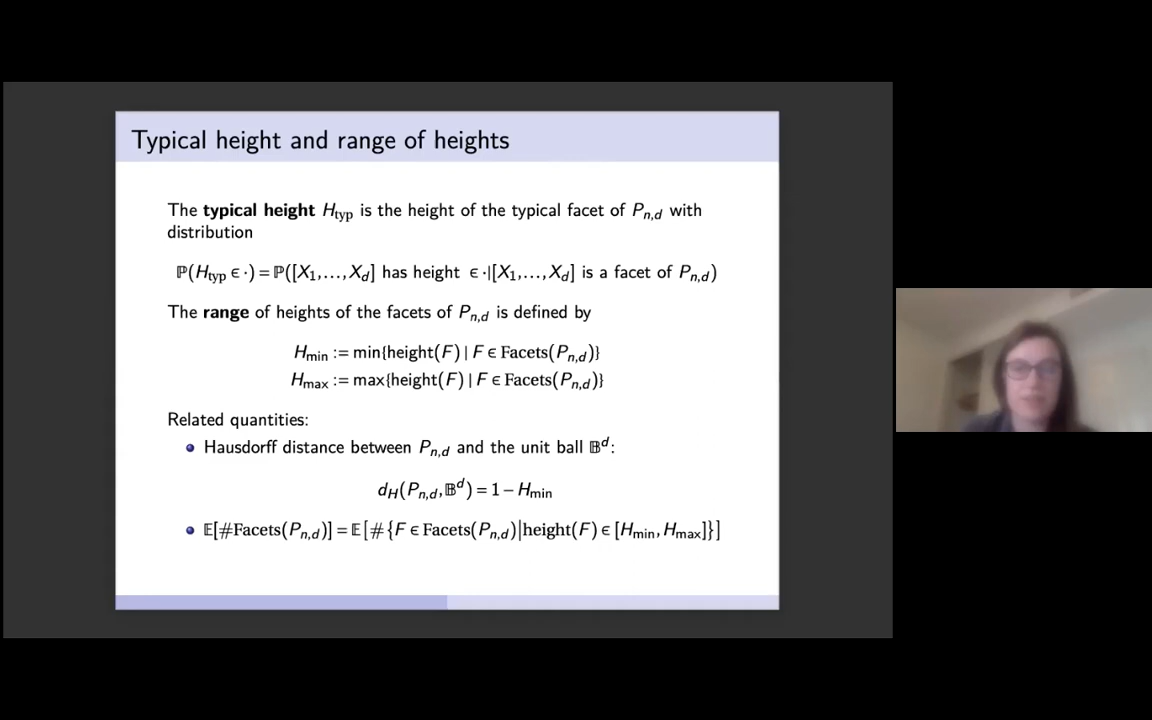 Typical height and range of heights
The typical height H_typ is the height of the typical facet of P_{n,d} with
distribution
ℙ(H_typ ∈ ·) = ℙ([X_1,…,X_d] has height ∈ ·|[X_1,…,X_d] is a facet of P_{n,d})
The range of heights of the facets of P_{n,d} is defined by
H_min := min{height(F) | F ∈ Facets(P_{n,d})}
H_max := max{height(F) | F ∈ Facets(P_{n,d})}
Related quantities:
Hausdorff distance between P_{n,d} and the unit ball 𝔹^d:
d_H(P_{n,d}, 𝔹^d) = 1 − H_min
𝔼[#Facets(P_{n,d})] = 𝔼[#{F ∈ Facets(P_{n,d})|height(F) ∈ [H_min, H_max]}]